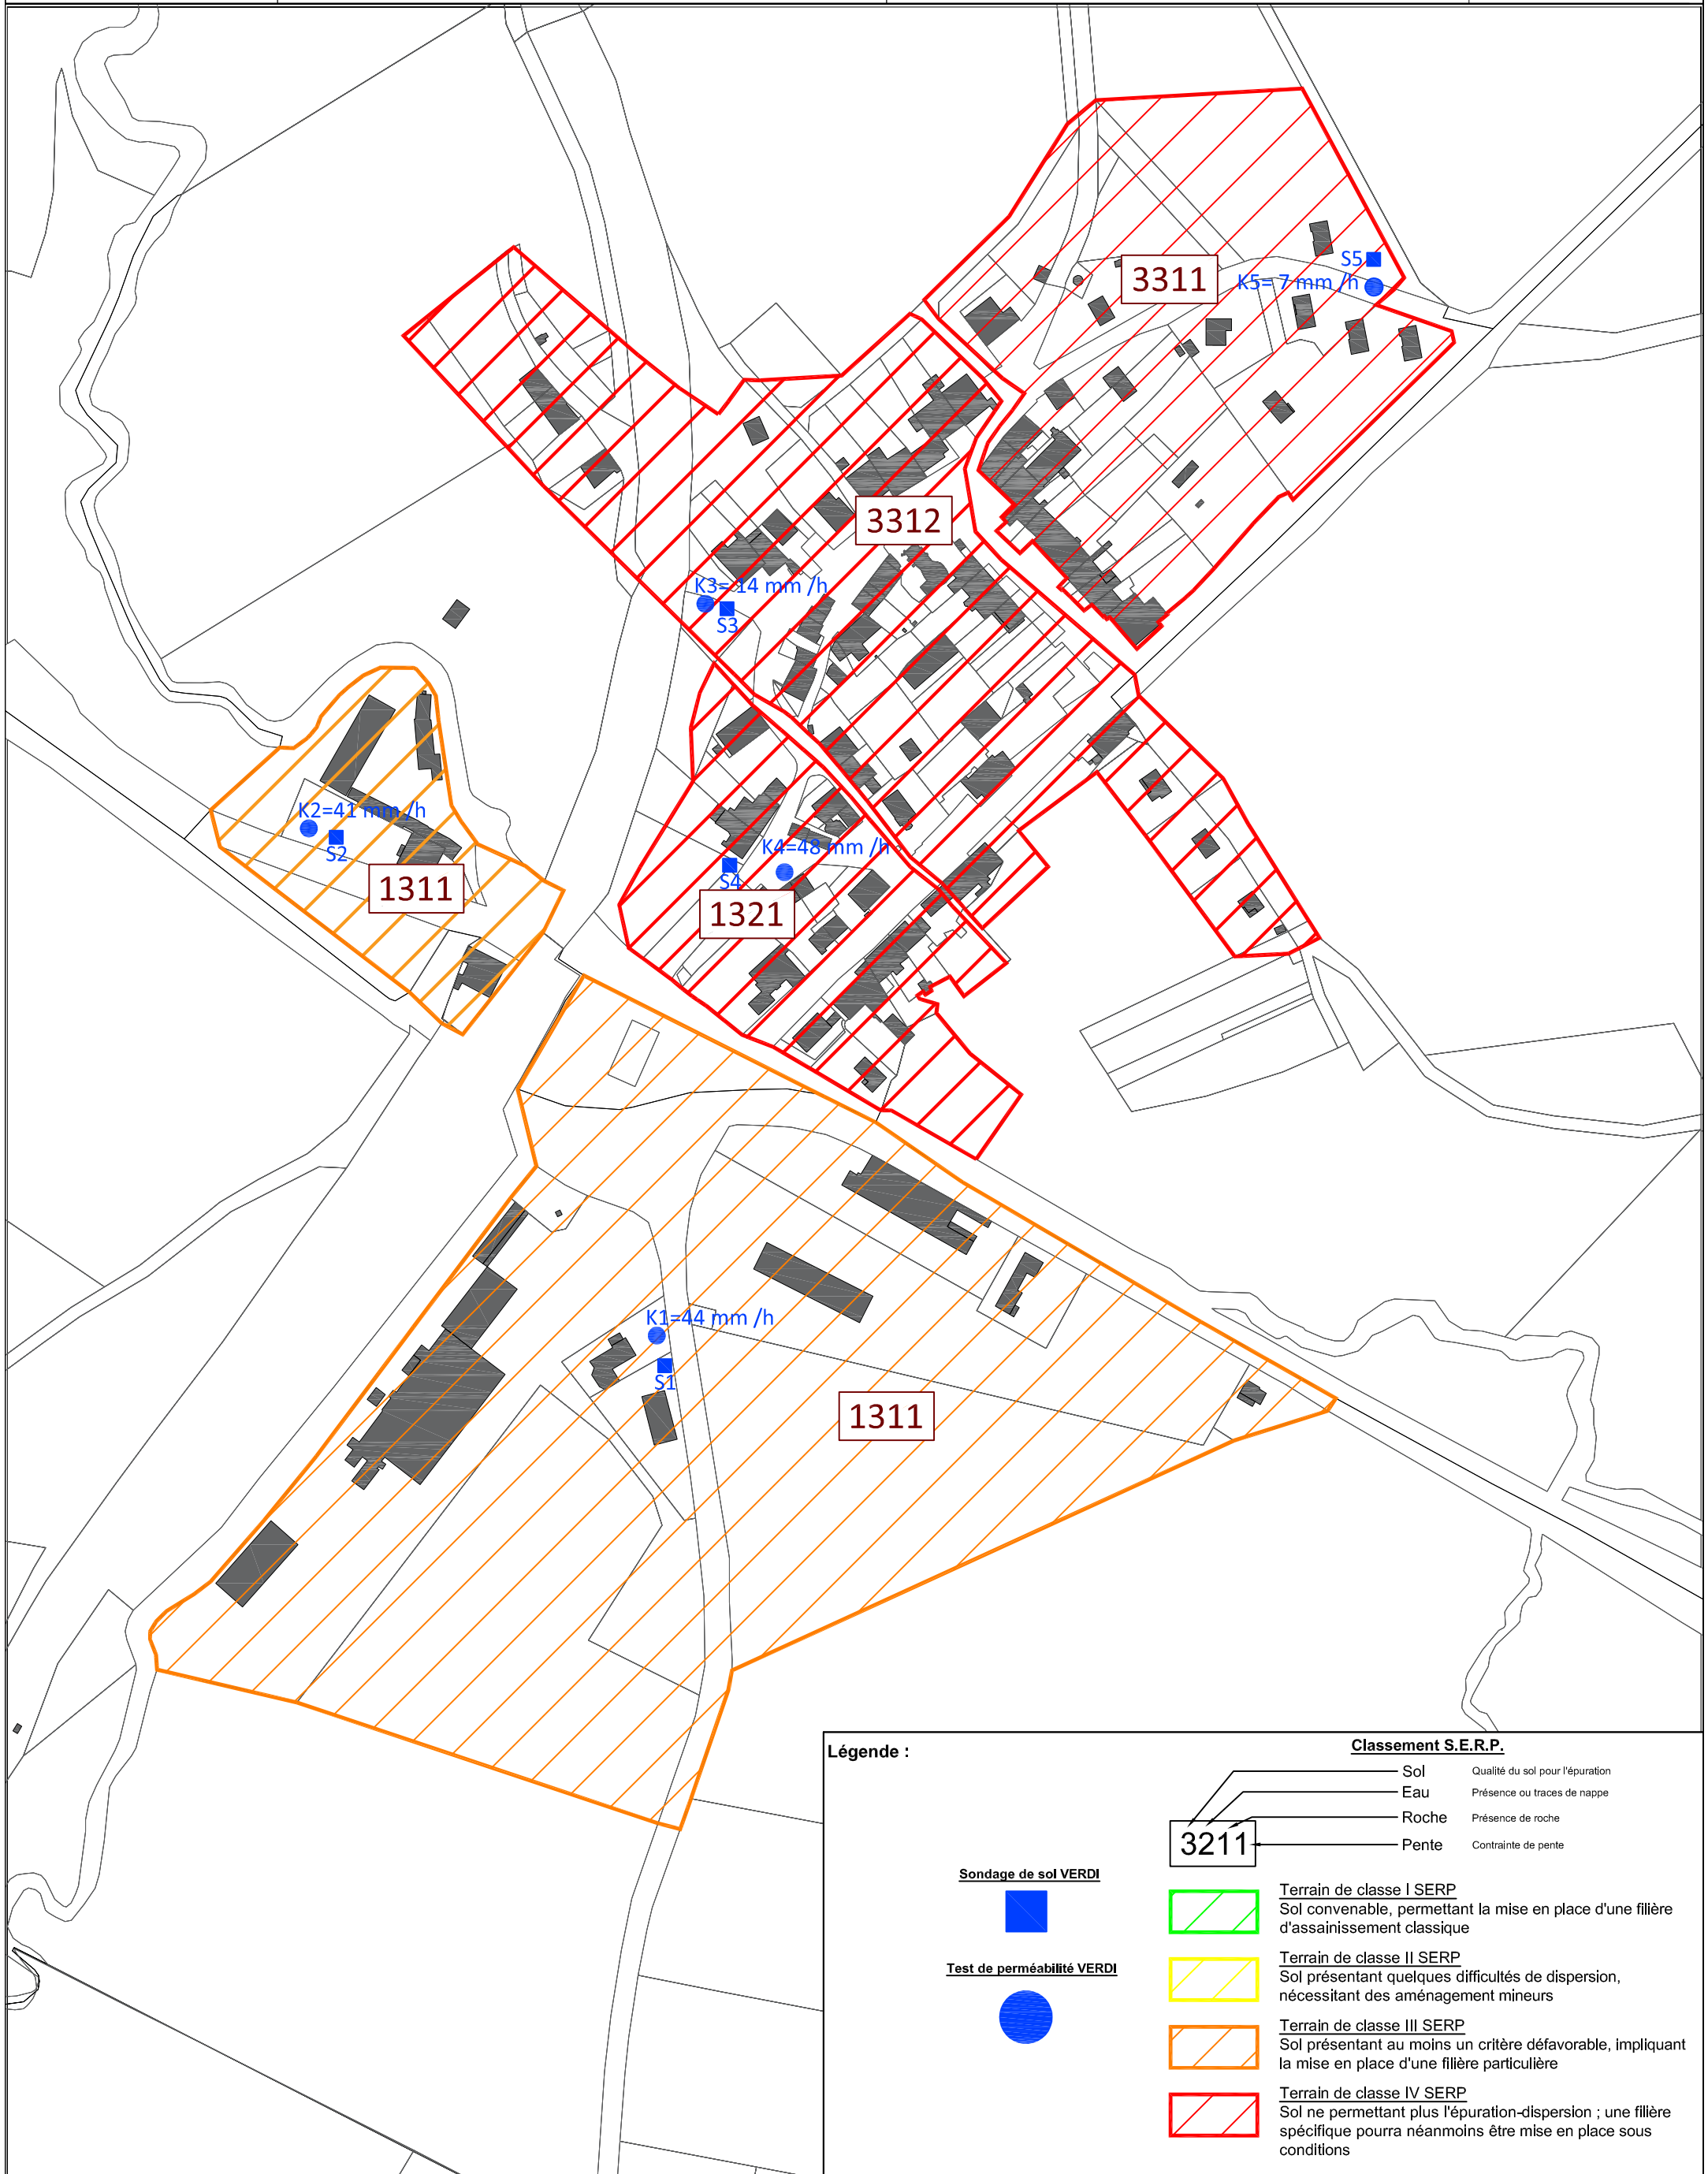 3311
S5
K5= 7 mm /h
3312
K3= 14 mm /h
S3
K2=41 mm /h
S2
1311
K4=48 mm /h
S4
1321
K1=44 mm /h
S1
1311
Légende :
Classement S.E.R.P.
Sol Qualité du sol pour l'épuration
Eau Présence ou traces de nappe
Roche Présence de roche
Pente Contrainte de pente
3211
Sondage de sol VERDI
Test de perméabilité VERDI
Terrain de classe I SERP
Sol convenable, permettant la mise en place d'une filière
d'assainissement classique
Terrain de classe II SERP
Sol présentant quelques difficultés de dispersion,
nécessitant des aménagement mineurs
Terrain de classe III SERP
Sol présentant au moins un critère défavorable, impliquant
la mise en place d'une filière particulière
Terrain de classe IV SERP
Sol ne permettant plus l'épuration-dispersion ; une filière
spécifique pourra néanmoins être mise en place sous
conditions